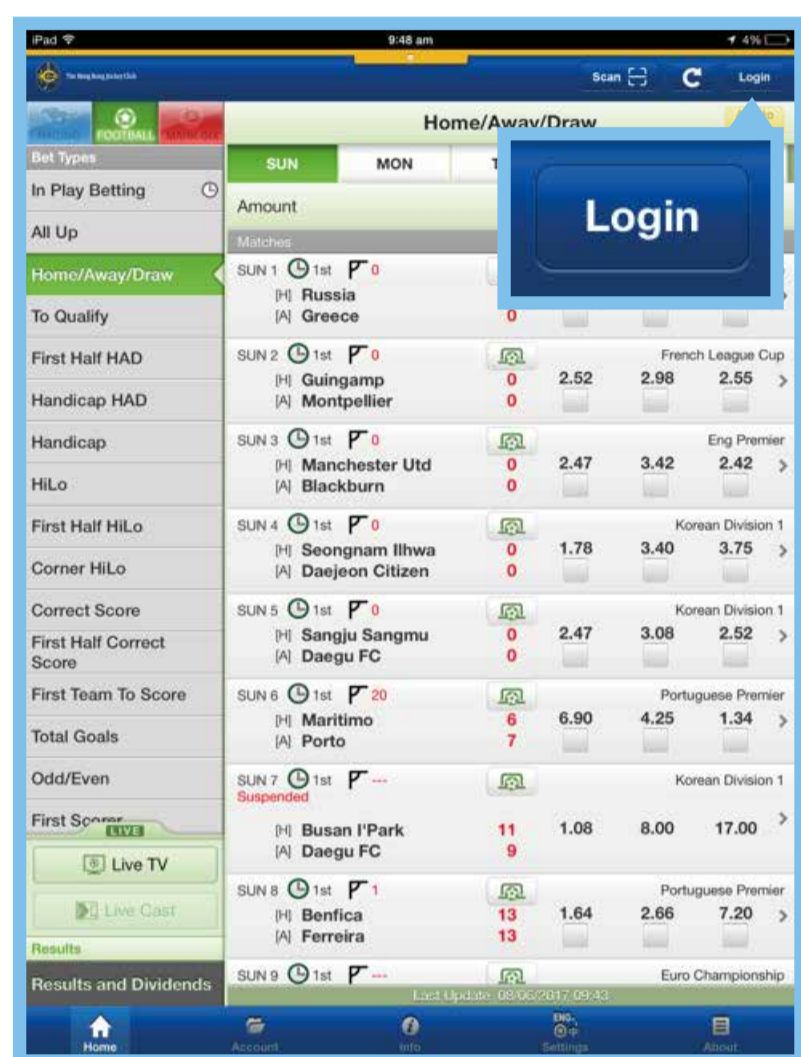 iPad 9:48 am 4%
The Hong Kong Jockey Club Scan Login
FOOTBALL
Home/Away/Draw
Bet Types
SUN MON
In Play Betting
Amount
Login
All Up
Matches
Home/Away/Draw
SUN 1 1st 0
[H] Russia
To Qualify
[A] Greece 0
First Half HAD
SUN 2 1st 0 French League Cup
[H] Guingamp 0 2.52 2.98 2.55 >
Handicap HAD
[A] Montpellier 0
Handicap
SUN 3 1st 0 Eng Premier
[H] Manchester Utd 0 2.47 3.42 2.42 >
HiLo
[A] Blackburn 0
First Half HiLo
SUN 4 1st 0 Korean Division 1
[H] Seongnam Ilhwa 0 1.78 3.40 3.75 >
Corner HiLo
[A] Daejeon Citizen 0
Correct Score
SUN 5 1st 0 Korean Division 1
First Half Correct
Score
[H] Sangju Sangmu 0 2.47 3.08 2.52 >
[A] Daegu FC 0
First Team To Score
SUN 6 1st 20 Portuguese Premier
[H] Maritimo 6 6.90 4.25 1.34 >
Total Goals
[A] Porto 7
Odd/Even
SUN 7 1st --- Korean Division 1
Suspended
First Scorer
LIVE
[H] Busan I'Park 11 1.08 8.00 17.00 >
[A] Daegu FC 9
Live TV
SUN 8 1st 1 Portuguese Premier
Live Cast
[H] Benfica 13 1.64 2.66 7.20 >
[A] Ferreira 13
Results
Results and Dividends
SUN 9 1st --- Euro Championship
Last Update: 08/06/2017 09:43
Home Account Info ENG Settings About